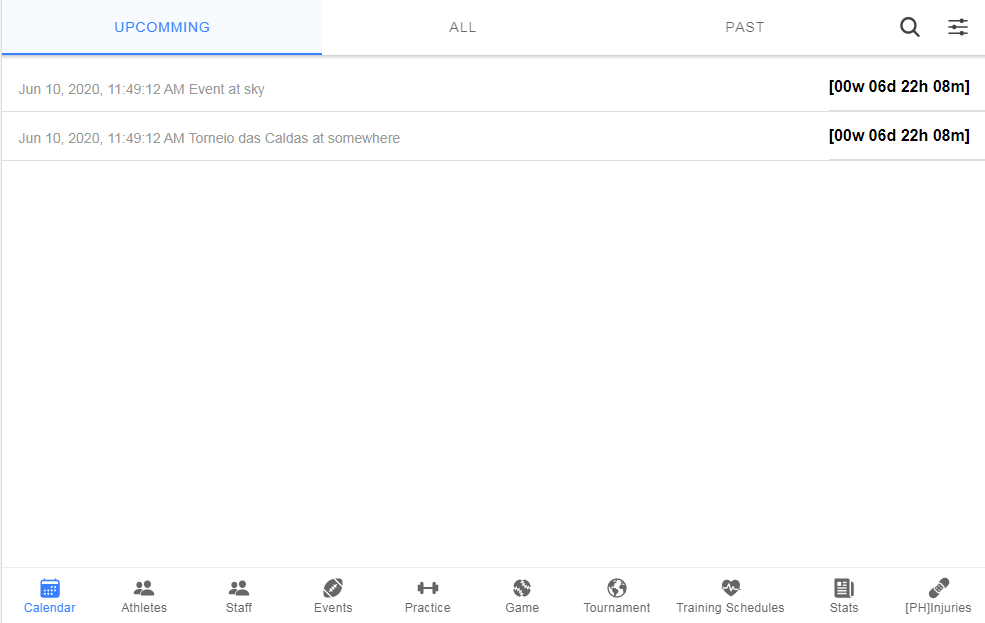 UPCOMMING
ALL
PAST
Jun 10, 2020, 11:49:12 AM Event at sky
[00w 06d 22h 08m]
Jun 10, 2020, 11:49:12 AM Torneio das Caldas at somewhere
[00w 06d 22h 08m]
Calendar
Athletes
Staff
Events
Practice
Game
Tournament
Training Schedules
Stats
[PH]Injuries